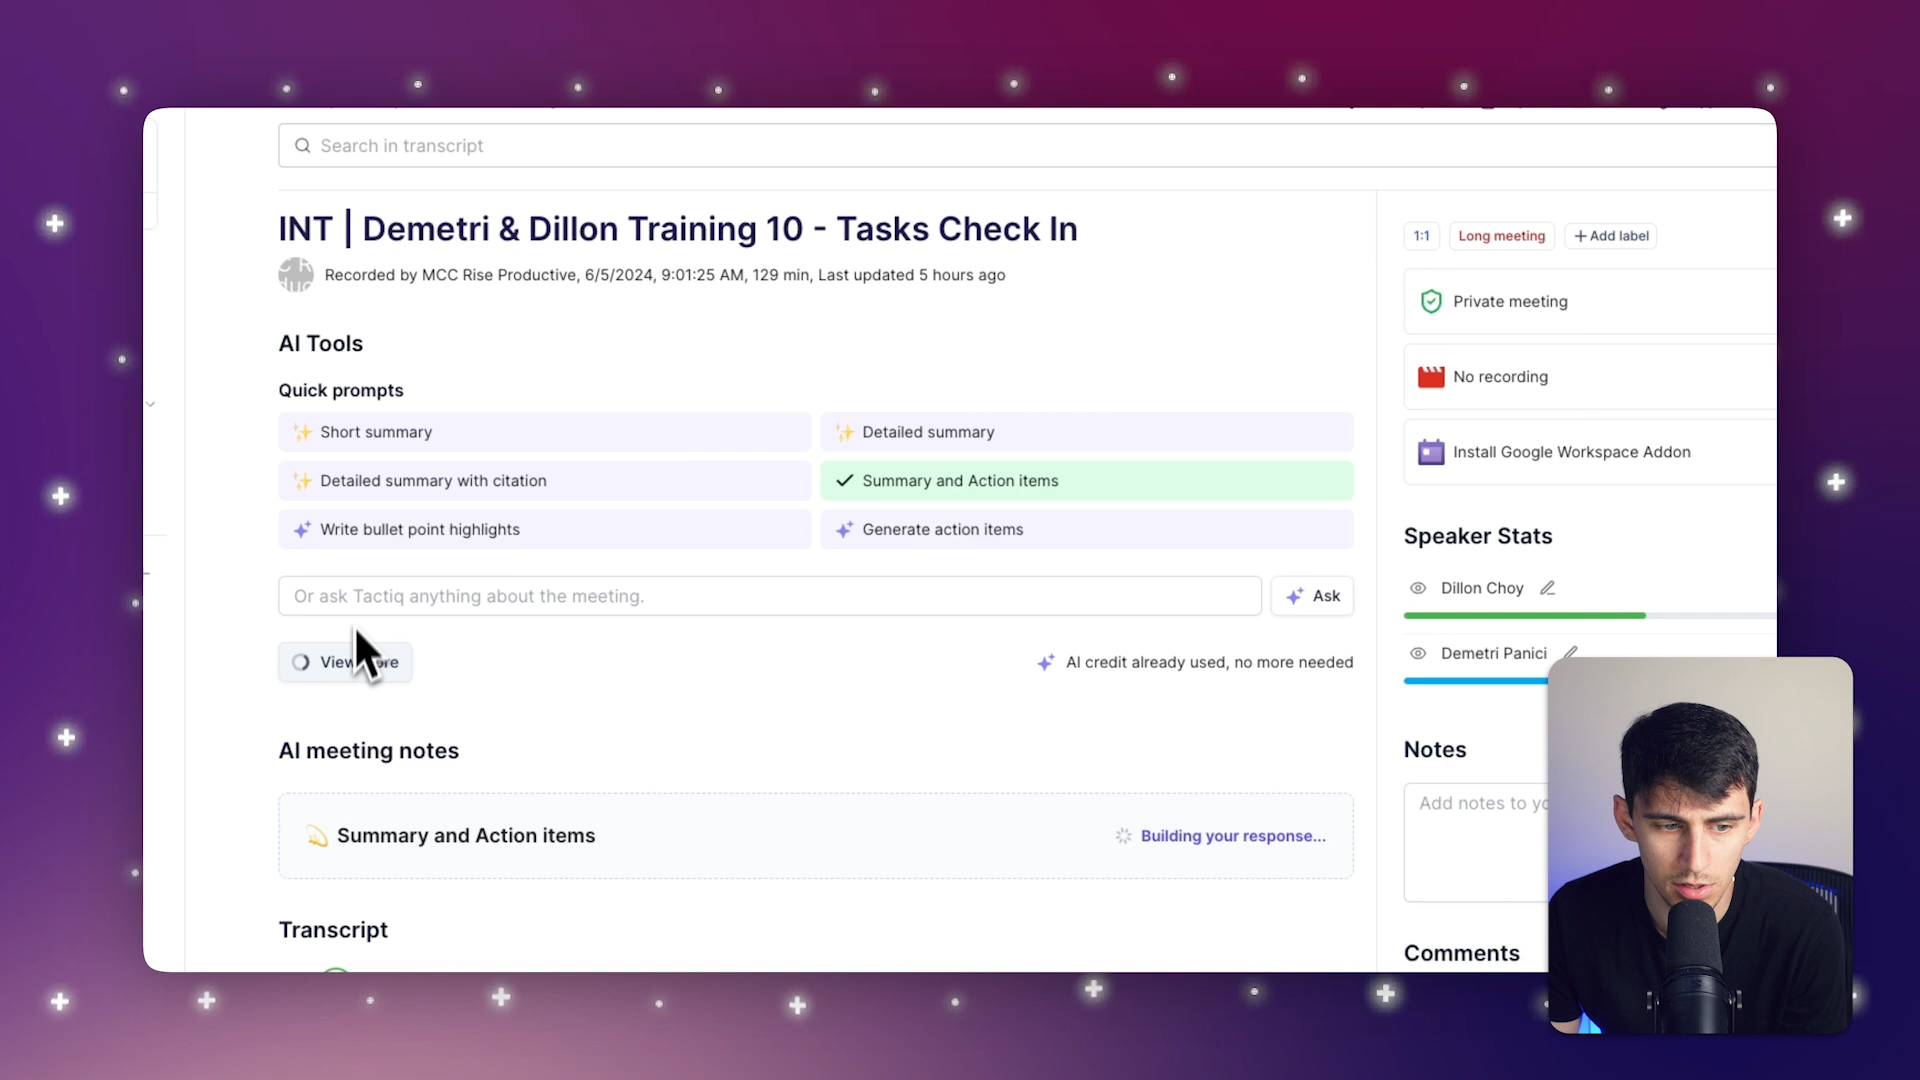 Search in transcript
INT | Demetri & Dillon Training 10 - Tasks Check In
Recorded by MCC Rise Productive, 6/5/2024, 9:01:25 AM, 129 min, Last updated 5 hours ago
AI Tools
Quick prompts
Short summary
Detailed summary
Detailed summary with citation
Summary and Action items
Write bullet point highlights
Generate action items
Or ask Tactiq anything about the meeting.
Ask
View
AI credit already used, no more needed
AI meeting notes
Summary and Action items
Building your response...
Transcript
1:1
Long meeting
+ Add label
Private meeting
No recording
Install Google Workspace Addon
Speaker Stats
Dillon Choy
Demetri Panici
Notes
Add notes to yo
Comments